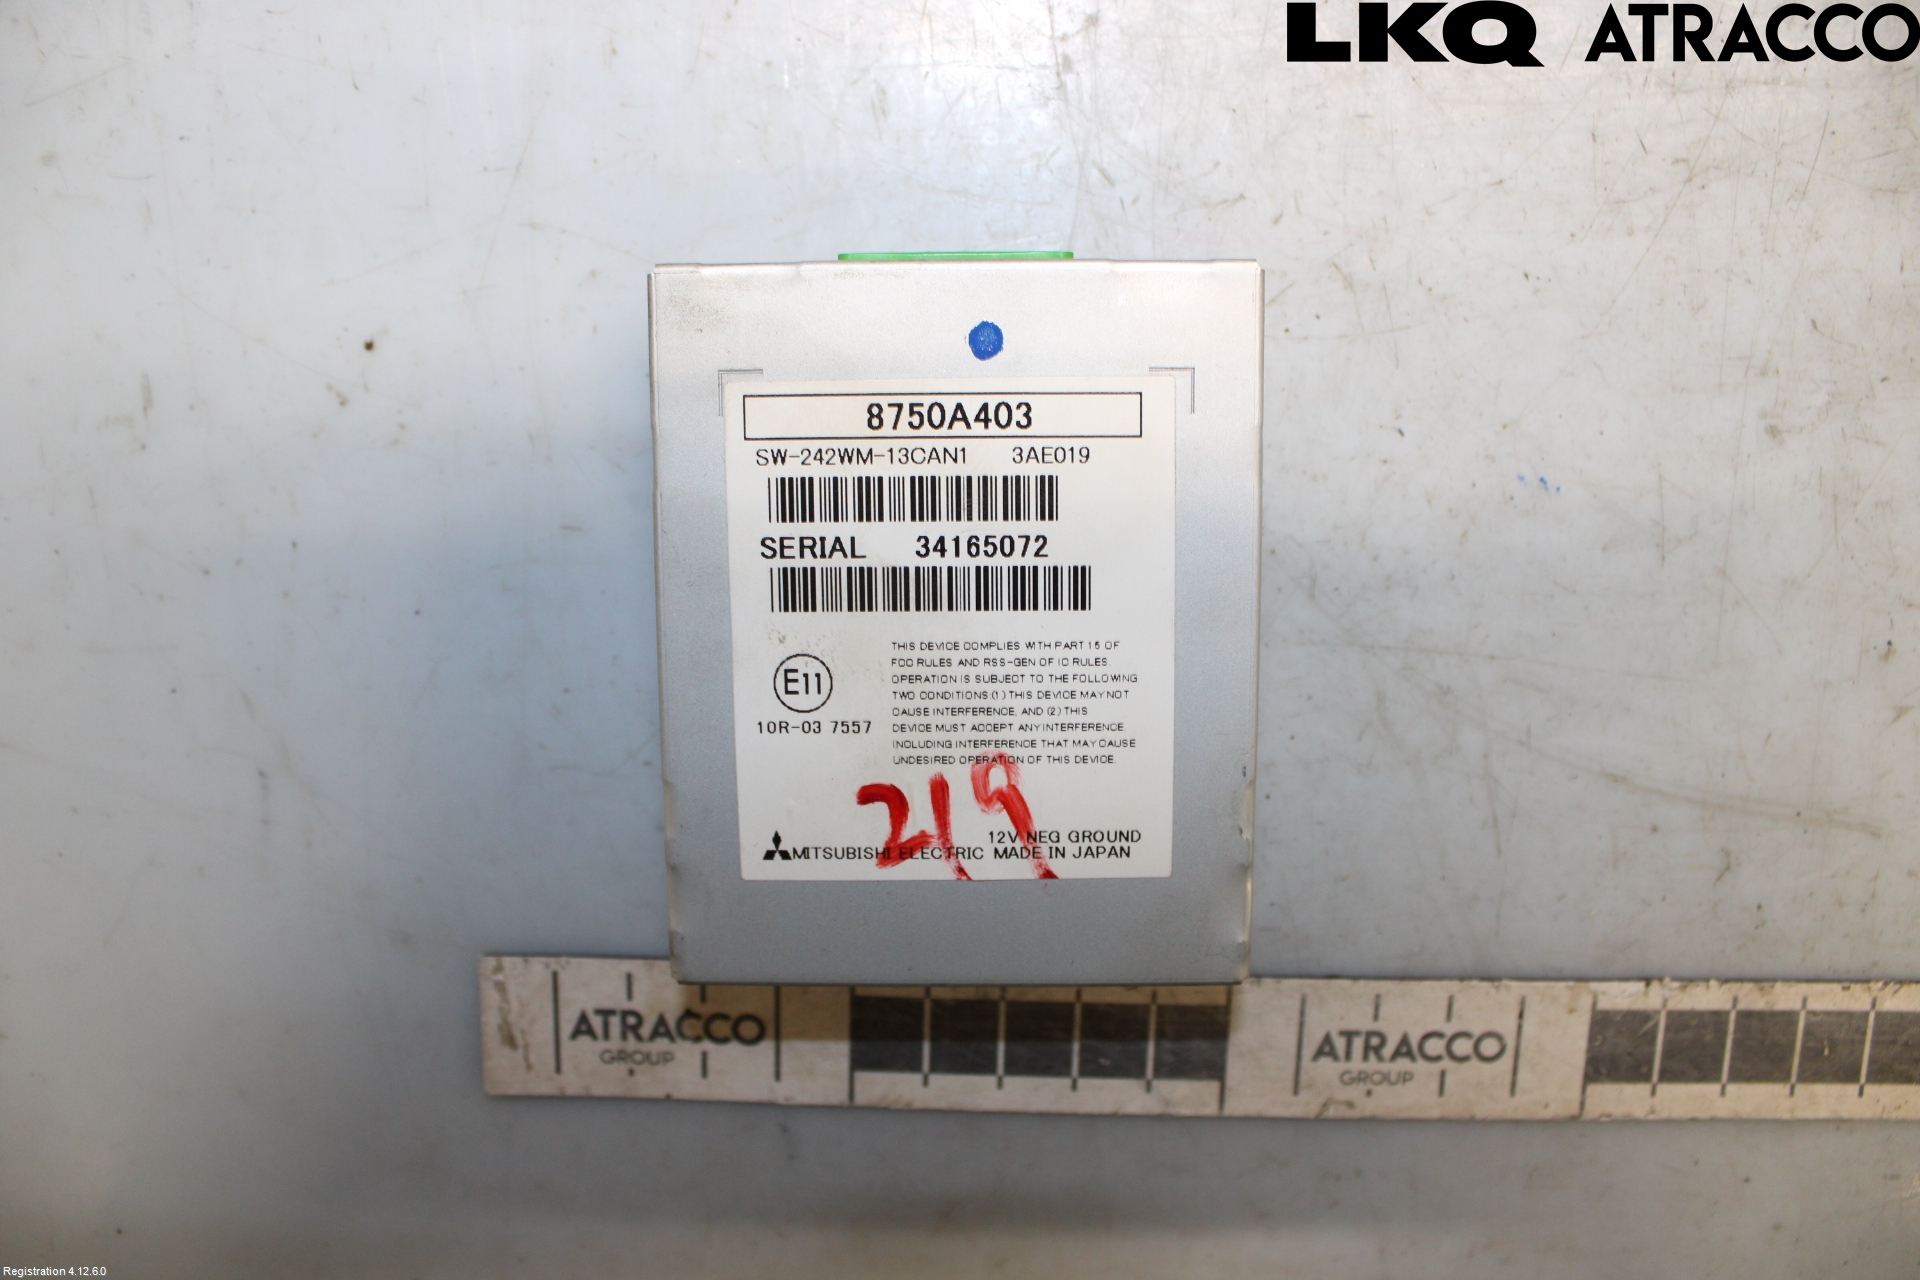 LKQ ATRACCO
8750A403
SW-242WM-13CAN1 3AE019
SERIAL 34165072
E11
10R-03 7557
THIS DEVICE COMPLIES WITH PART 15 OF
FCC RULES AND RSS-GEN OF IC RULES.
OPERATION IS SUBJECT TO THE FOLLOWING
TWO CONDITIONS:(1) THIS DEVICE MAY NOT
CAUSE INTERFERENCE, AND (2) THIS
DEVICE MUST ACCEPT ANY INTERFERENCE
INCLUDING INTERFERENCE THAT MAY CAUSE
UNDESIRED OPERATION OF THIS DEVICE.
219
12V NEG GROUND
MITSUBISHI ELECTRIC MADE IN JAPAN
ATRACCO
GROUP
ATRACCO
GROUP
Registration 4.12.6.0